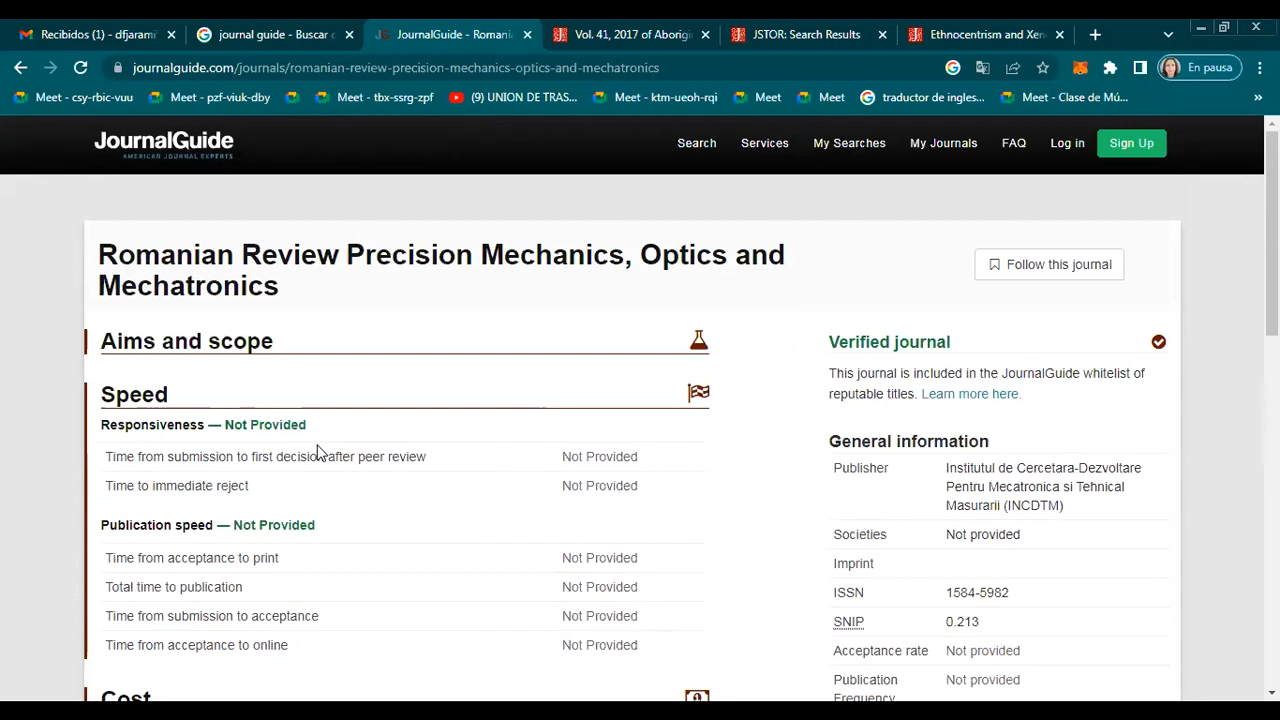 Recibidos (1) - dfjarami
journal guide - Buscar c
JournalGuide - Romani
Vol. 41, 2017 of Aborigi
JSTOR: Search Results
Ethnocentrism and Xen
journalguide.com/journals/romanian-review-precision-mechanics-optics-and-mechatronics
En pausa
Meet - csy-rbic-vuu
Meet - pzf-viuk-dby
Meet - tbx-ssrg-zpf
(9) UNION DE TRAS...
Meet - ktm-ueoh-rqi
Meet
Meet
traductor de ingles...
Meet - Clase de Mú...
JournalGuide
AMERICAN JOURNAL EXPERTS
Search
Services
My Searches
My Journals
FAQ
Log in
Sign Up
Romanian Review Precision Mechanics, Optics and
Mechatronics
Follow this journal
Aims and scope
Speed
Responsiveness — Not Provided
Time from submission to first decision after peer review Not Provided
Time to immediate reject Not Provided
Publication speed — Not Provided
Time from acceptance to print Not Provided
Total time to publication Not Provided
Time from submission to acceptance Not Provided
Time from acceptance to online Not Provided
Cost
Verified journal
This journal is included in the JournalGuide whitelist of
reputable titles. Learn more here.
General information
Publisher Institutul de Cercetara-Dezvoltare
Pentru Mecatronica si Tehnical
Masurarii (INCDTM)
Societies Not provided
Imprint
ISSN 1584-5982
SNIP 0.213
Acceptance rate Not provided
Publication Not provided
Frequency